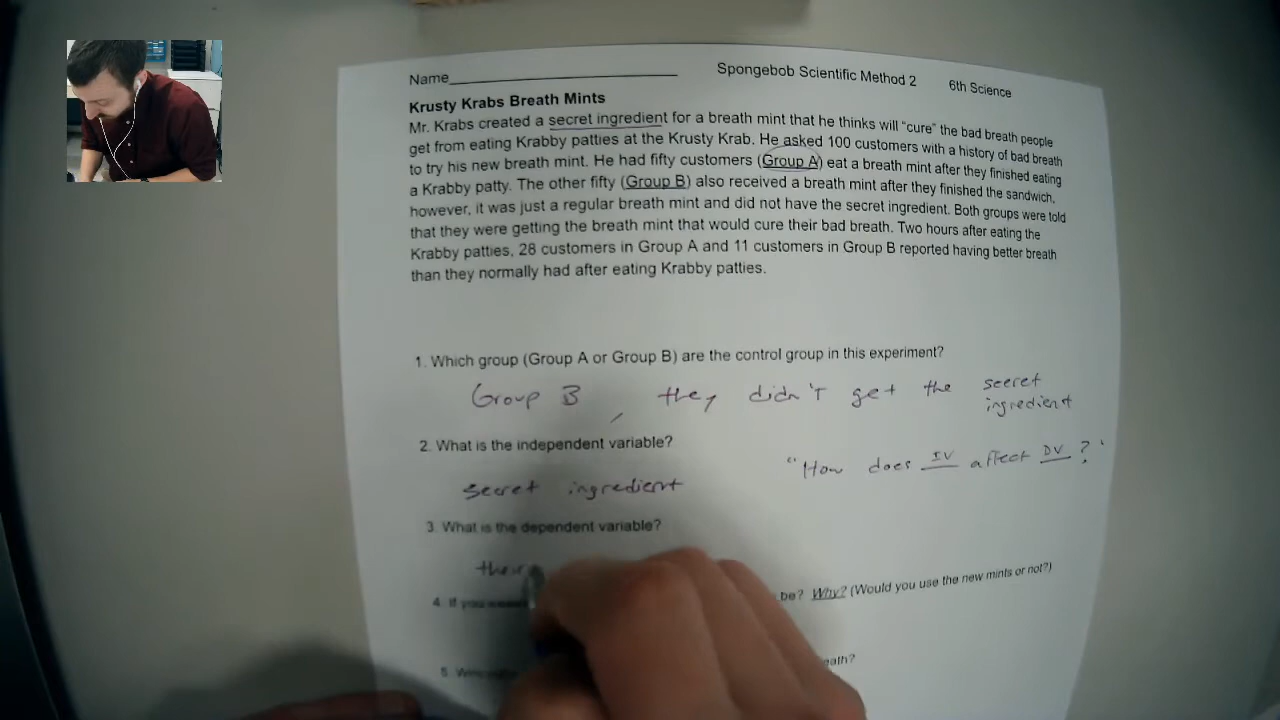 Name
Spongebob Scientific Method 2 6th Science
Krusty Krabs Breath Mints
Mr. Krabs created a secret ingredient for a breath mint that he thinks will "cure" the bad breath people
get from eating Krabby patties at the Krusty Krab. He asked 100 customers with a history of bad breath
to try his new breath mint. He had fifty customers (Group A) eat a breath mint after they finished eating
a Krabby patty. The other fifty (Group B) also received a breath mint after they finished the sandwich,
however, it was just a regular breath mint and did not have the secret ingredient. Both groups were told
that they were getting the breath mint that would cure their bad breath. Two hours after eating the
Krabby patties, 28 customers in Group A and 11 customers in Group B reported having better breath
than they normally had after eating Krabby patties.
1. Which group (Group A or Group B) are the control group in this experiment?
Group B, they didn't get the secret
ingredient
2. What is the independent variable?
"How does IV affect DV?"
secret ingredient
3. What is the dependent variable?
their
4. If you be? Why? (Would you use the new mints or not?)
5.